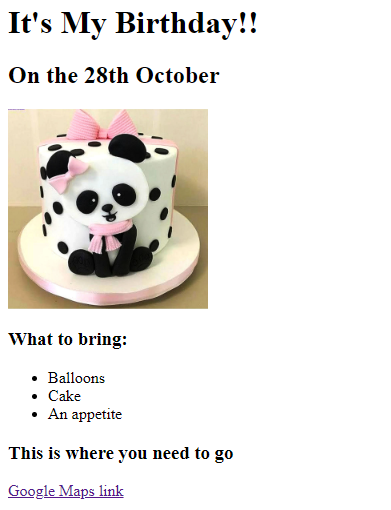 It's My Birthday!!
On the 28th October
What to bring:
Balloons
Cake
An appetite
This is where you need to go
Google Maps link